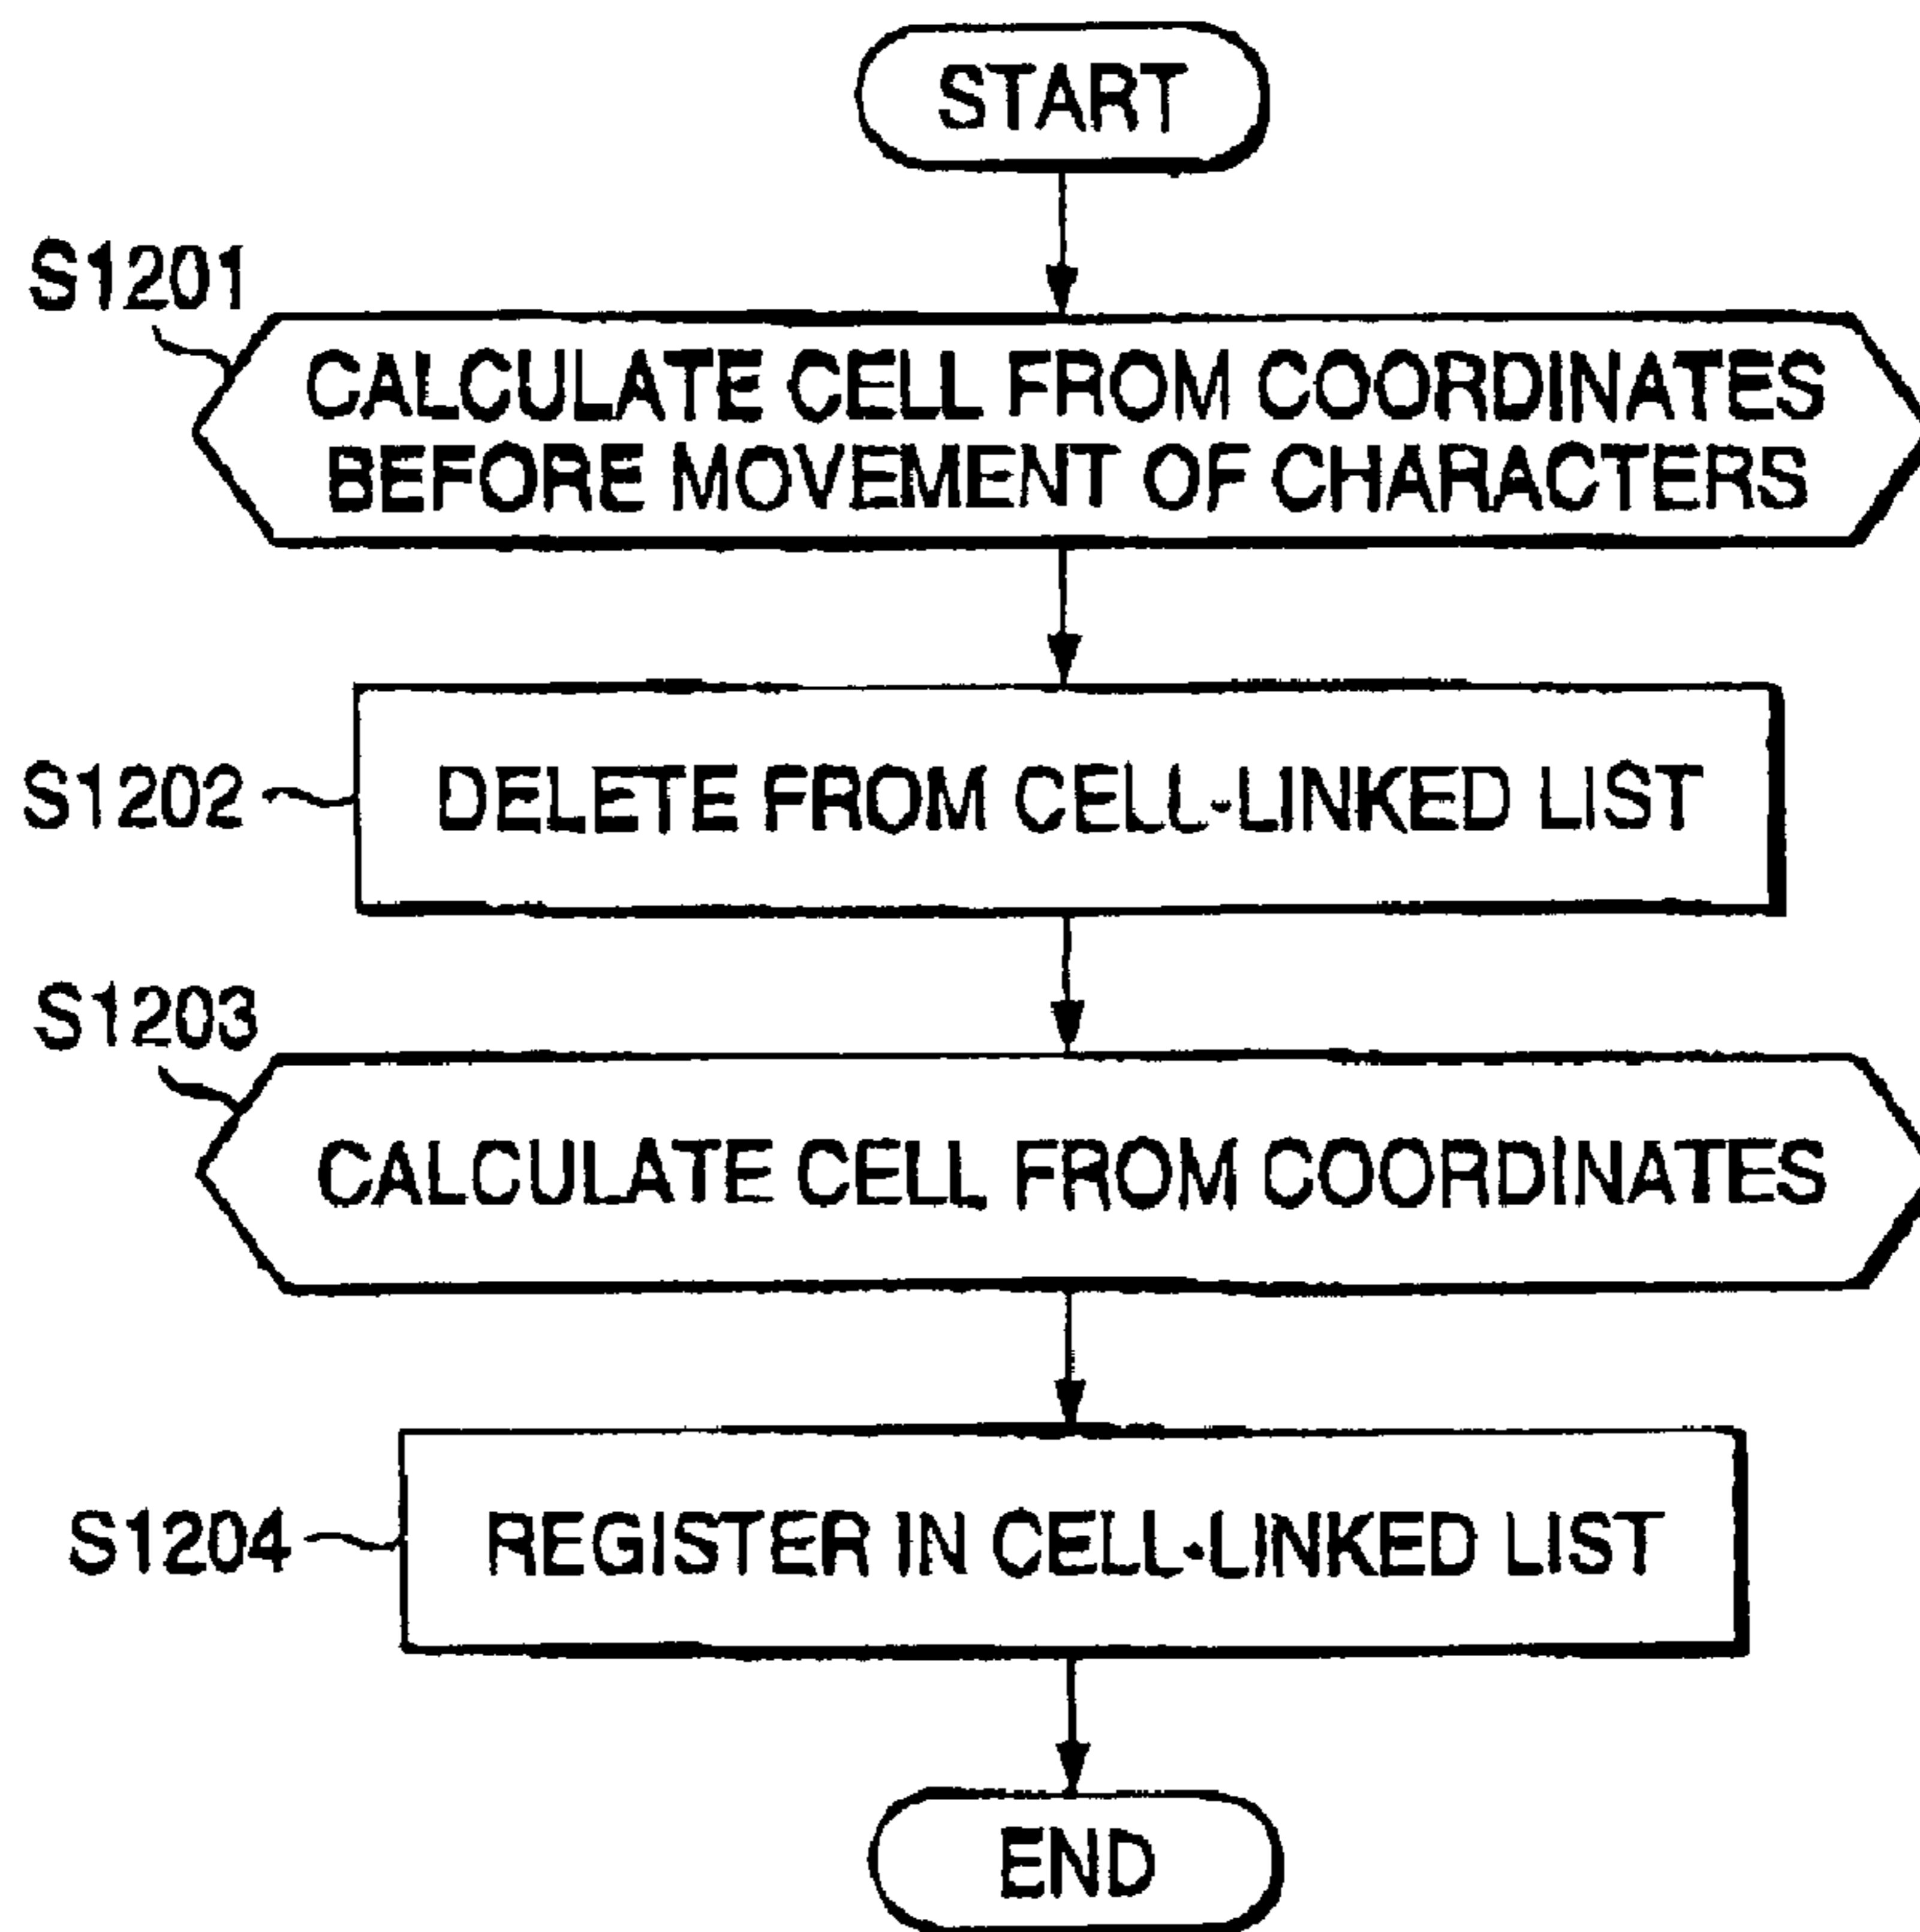 START
S1201
CALCULATE CELL FROM COORDINATES
BEFORE MOVEMENT OF CHARACTERS
S1202
DELETE FROM CELL-LINKED LIST
S1203
CALCULATE CELL FROM COORDINATES
S1204
REGISTER IN CELL-LINKED LIST
END